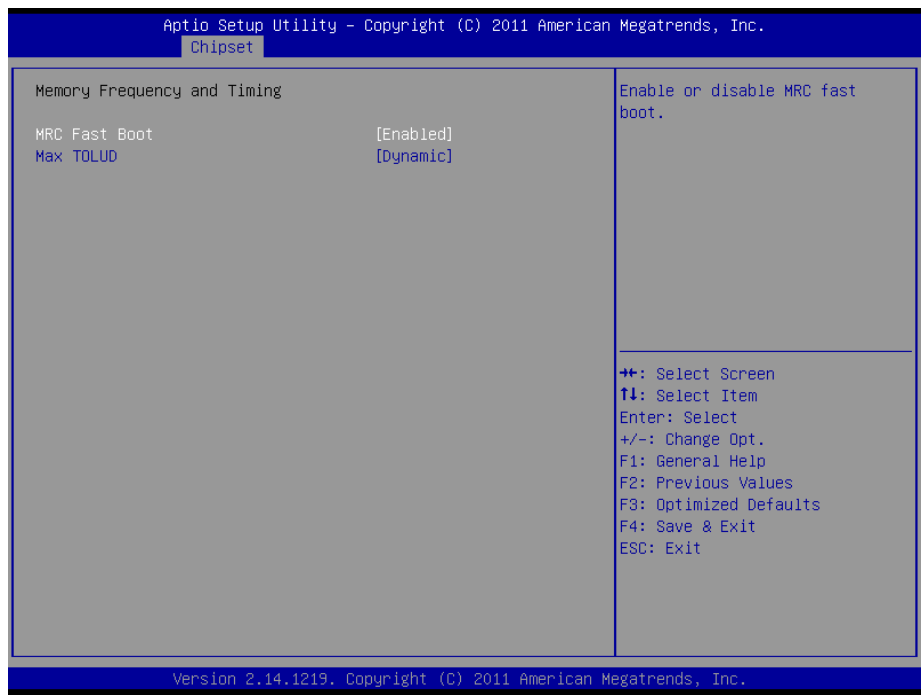 Aptio Setup Utility – Copyright (C) 2011 American Megatrends, Inc.
Chipset
Memory Frequency and Timing
MRC Fast Boot [Enabled]
Max TOLUD [Dynamic]
Enable or disable MRC fast
boot.
→←: Select Screen
↑↓: Select Item
Enter: Select
+/-: Change Opt.
F1: General Help
F2: Previous Values
F3: Optimized Defaults
F4: Save & Exit
ESC: Exit
Version 2.14.1219. Copyright (C) 2011 American Megatrends, Inc.